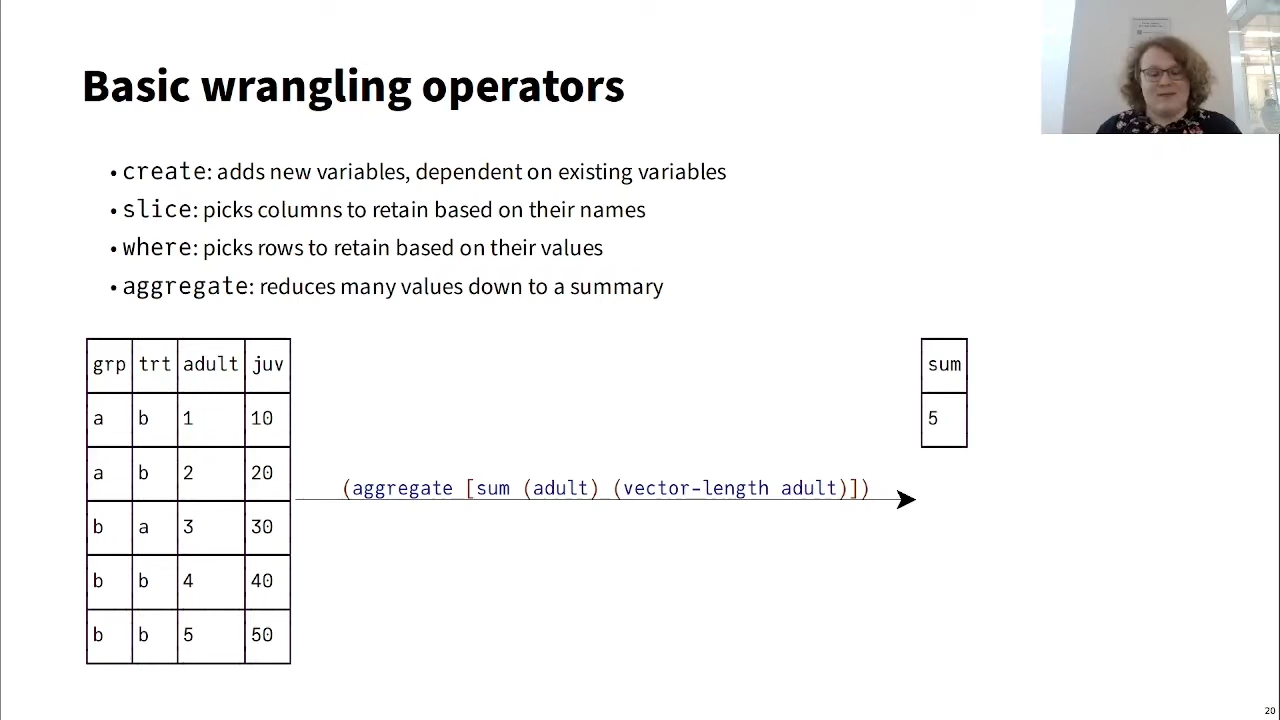 Basic wrangling operators
• create: adds new variables, dependent on existing variables
• slice: picks columns to retain based on their names
• where: picks rows to retain based on their values
• aggregate: reduces many values down to a summary
grp trt adult juv
a b 1 10
a b 2 20
b a 3 30
b b 4 40
b b 5 50
(aggregate [sum (adult) (vector-length adult)])
sum
5
20